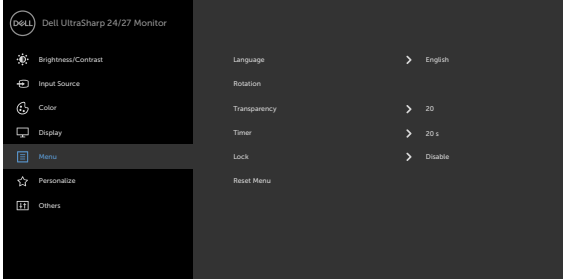 DELL Dell UltraSharp 24/27 Monitor
Brightness/Contrast
Input Source
Color
Display
Menu
Personalize
Others
Language English
Rotation
Transparency 20
Timer 20 s
Lock Disable
Reset Menu